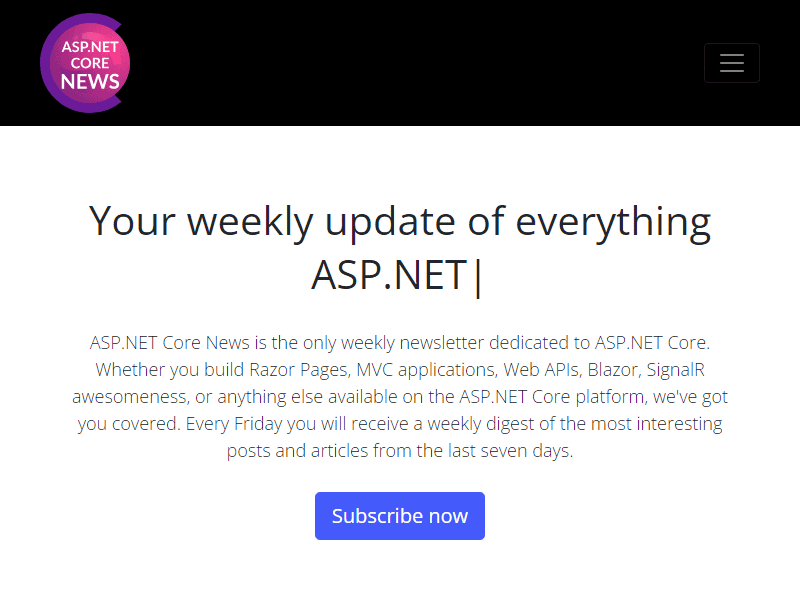 ASP.NET
CORE
NEWS
Your weekly update of everything
ASP.NET|
ASP.NET Core News is the only weekly newsletter dedicated to ASP.NET Core.
Whether you build Razor Pages, MVC applications, Web APIs, Blazor, SignalR
awesomeness, or anything else available on the ASP.NET Core platform, we've got
you covered. Every Friday you will receive a weekly digest of the most interesting
posts and articles from the last seven days.
Subscribe now